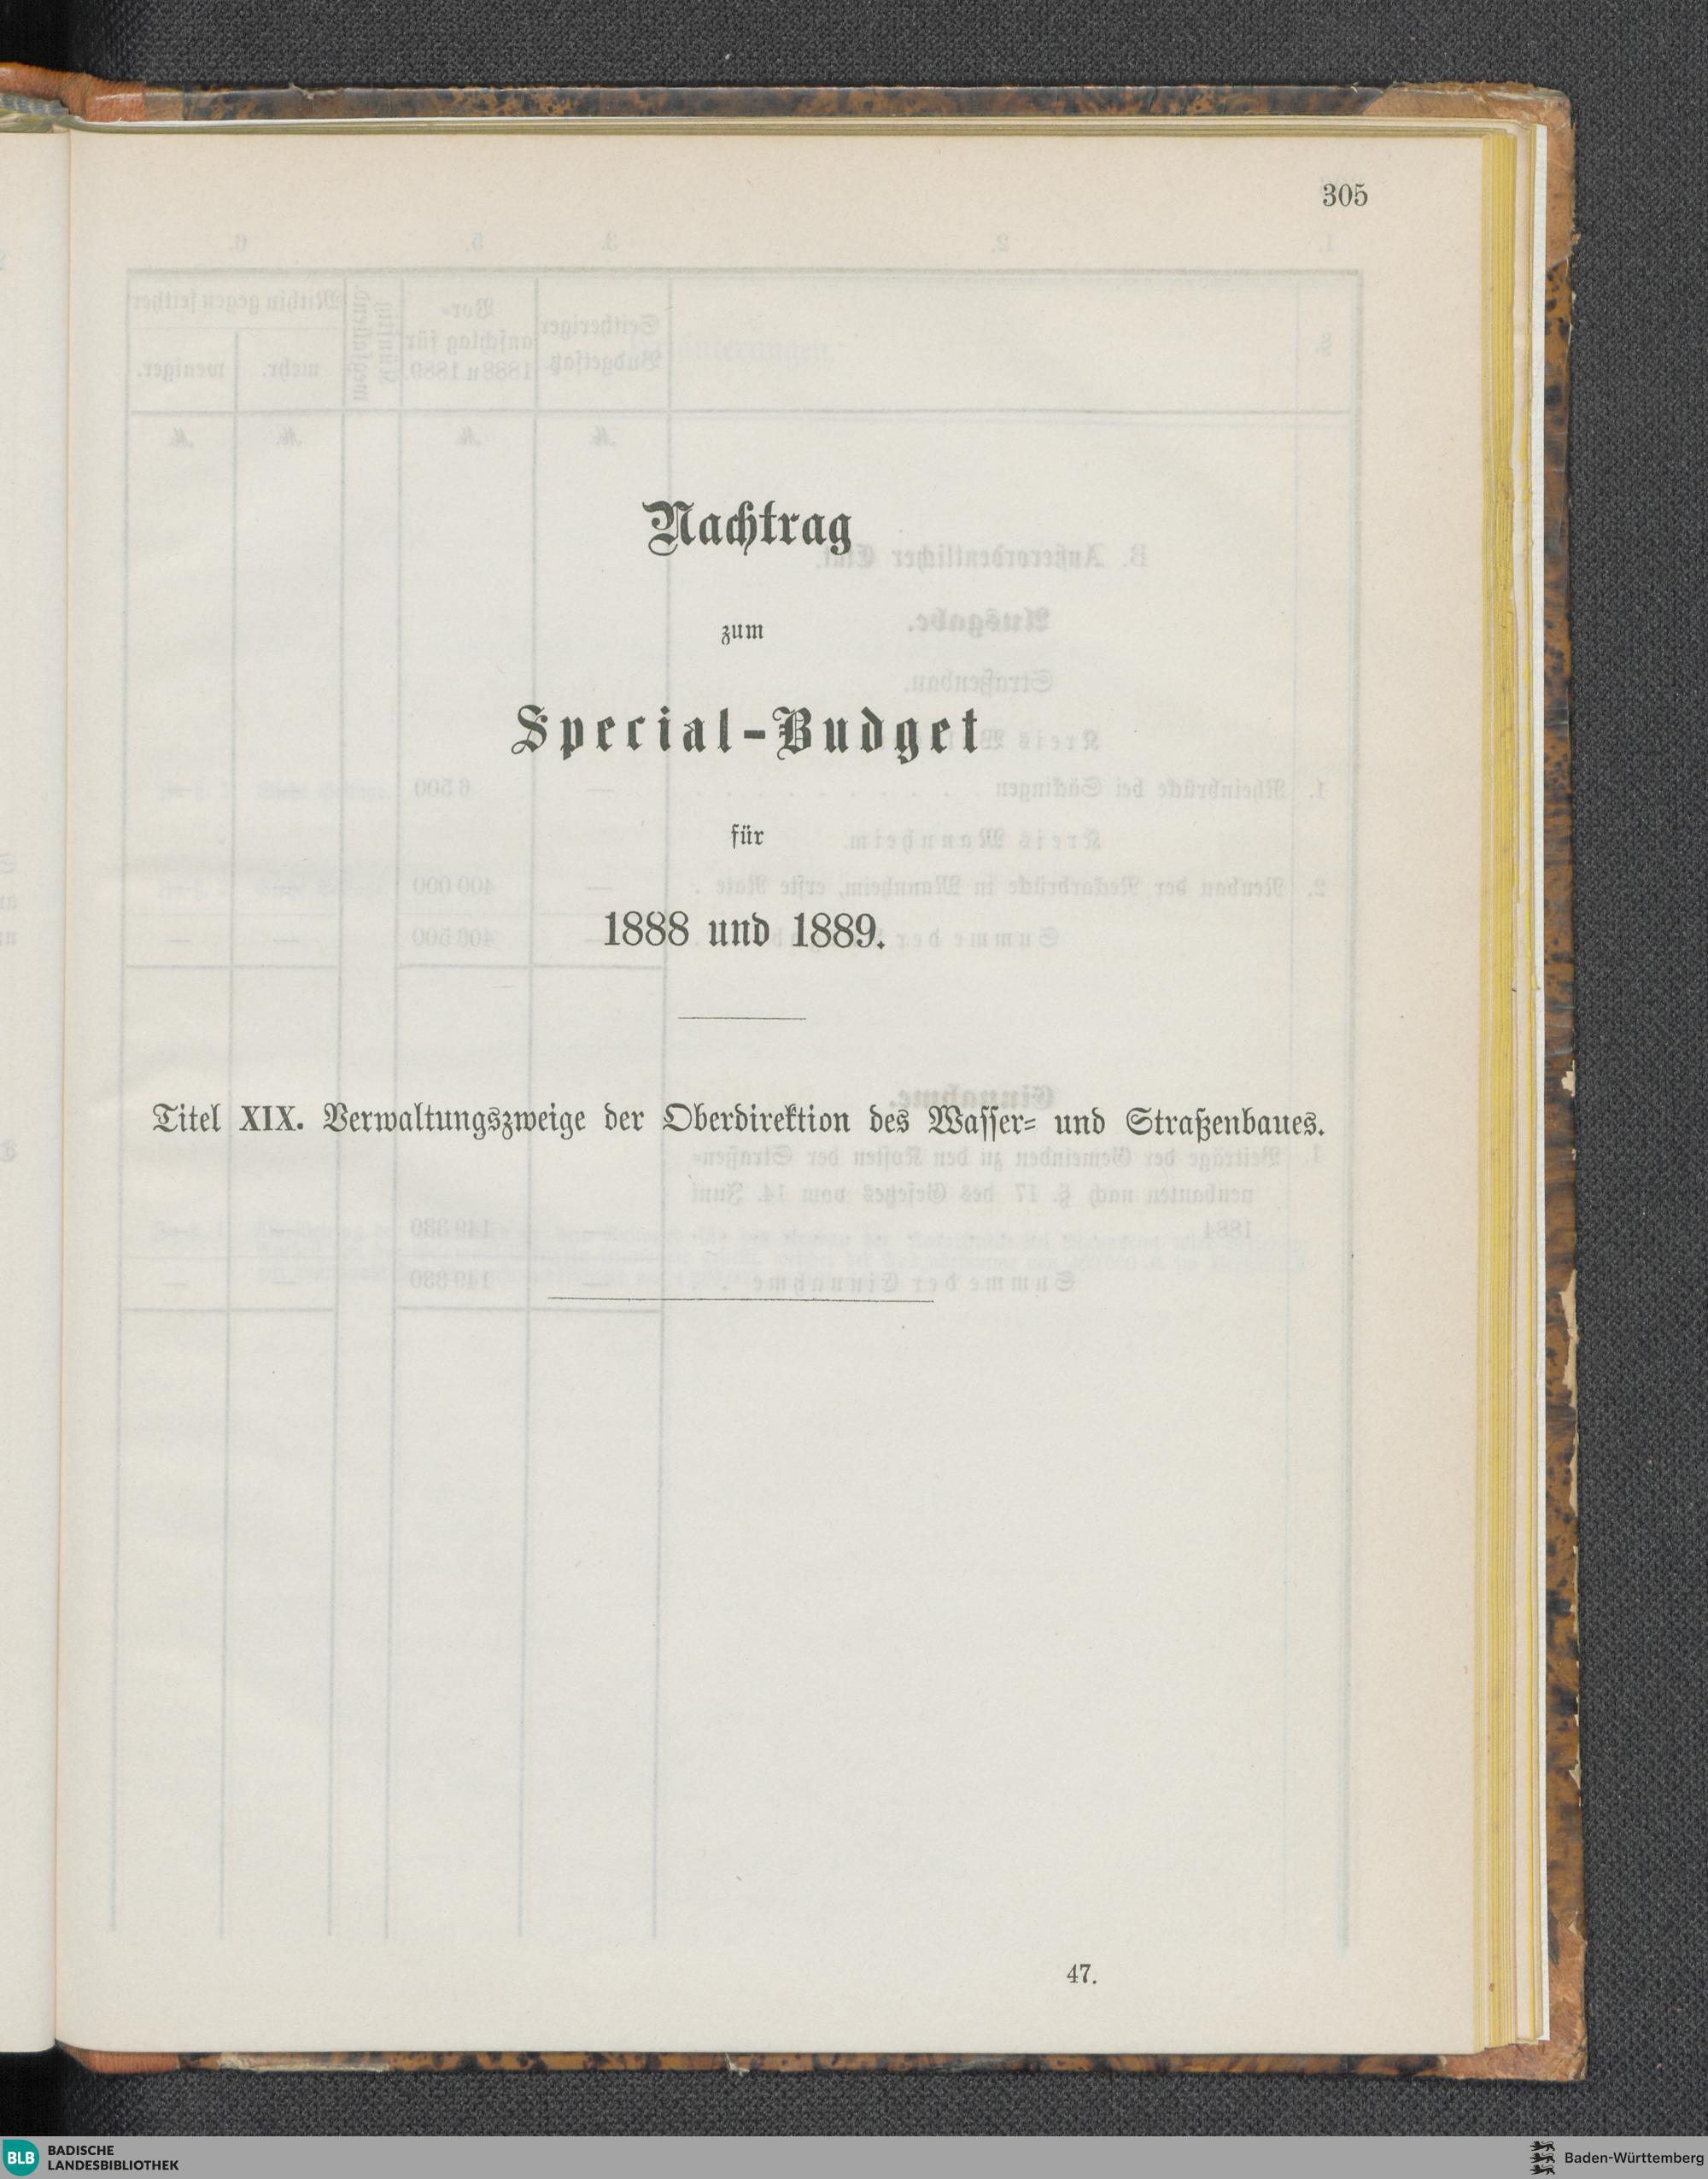 305
Nachtrag
zum
Special-Budget
für
1888 und 1889.
Titel XIX. Verwaltungszweige der Oberdirektion des Wasser- und Straßenbaues.
47.
BLB
BADISCHE
LANDESBIBLIOTHEK
Baden-Württemberg